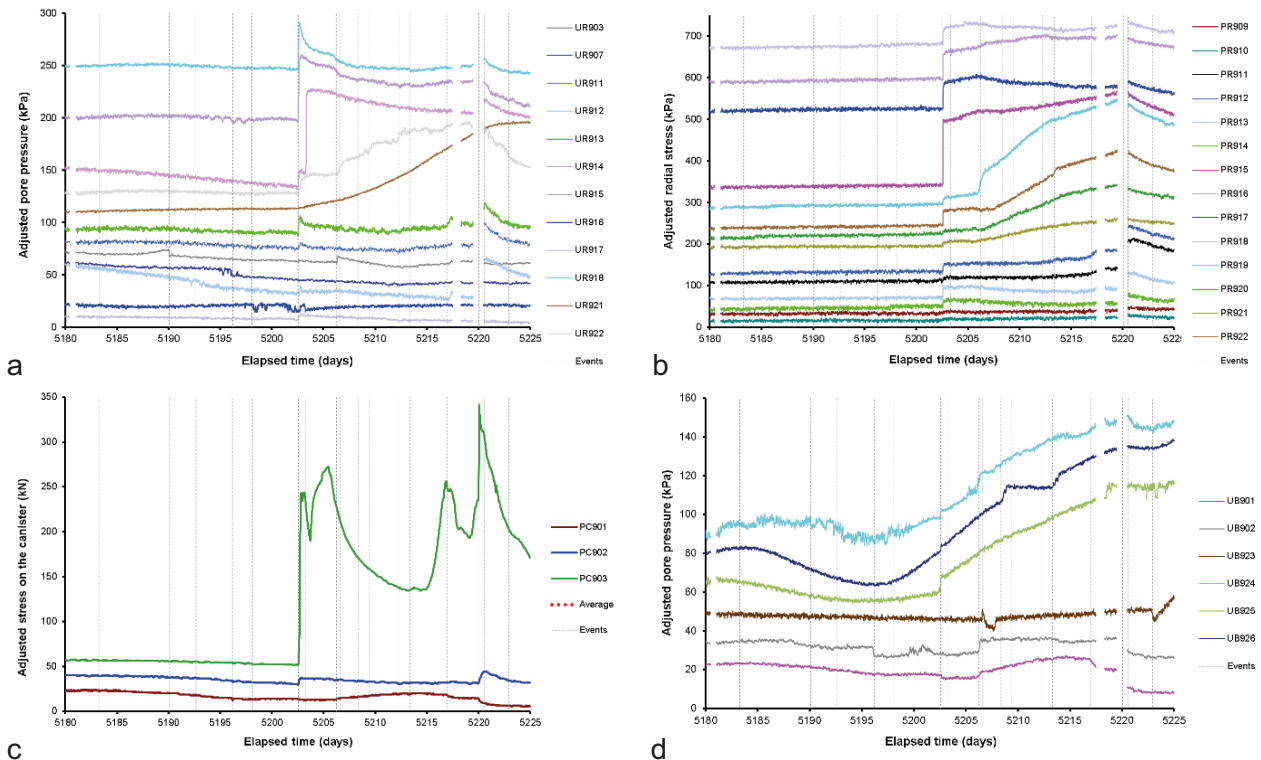 Adjusted pore pressure (kPa)
300
250
200
150
100
50
0
5180 5185 5190 5195 5200 5205 5210 5215 5220 5225
Elapsed time (days)
UR903
UR907
UR911
UR912
UR913
UR914
UR915
UR916
UR917
UR918
UR921
UR922
Events
a
Adjusted radial stress (kPa)
700
600
500
400
300
200
100
0
5180 5185 5190 5195 5200 5205 5210 5215 5220 522
Elapsed time (days)
PR909
PR910
PR911
PR912
PR913
PR914
PR915
PR916
PR917
PR918
PR919
PR920
PR921
PR922
Events
b
Adjusted stress on the canister (kN)
350
300
250
200
150
100
50
0
5180 5185 5190 5195 5200 5205 5210 5215 5220 5225
Elapsed time (days)
PC901
PC902
PC903
Average
Events
c
Adjusted pore pressure (kPa)
160
140
120
100
80
60
40
20
0
5180 5185 5190 5195 5200 5205 5210 5215 5220 5225
Elapsed time (days)
UB901
UB902
UB923
UB924
UB925
UB926
Events
d